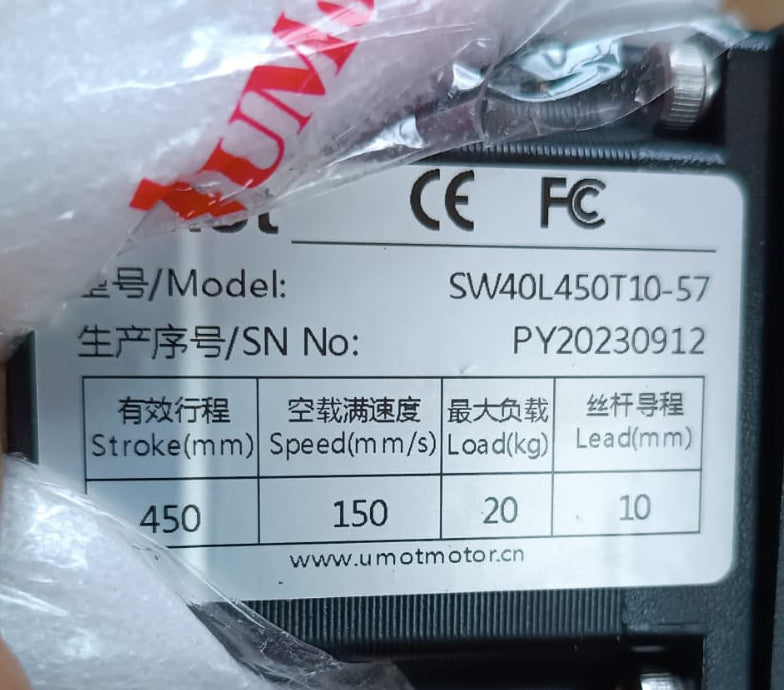 UMO
CE FC
号/Model: SW40L450T10-57
生产序号/SN No: PY20230912
有效行程 空载满速度 最大负载 丝杆导程
Stroke(mm) Speed(mm/s) Load(kg) Lead(mm)
450 150 20 10
www.umotmotor.cn